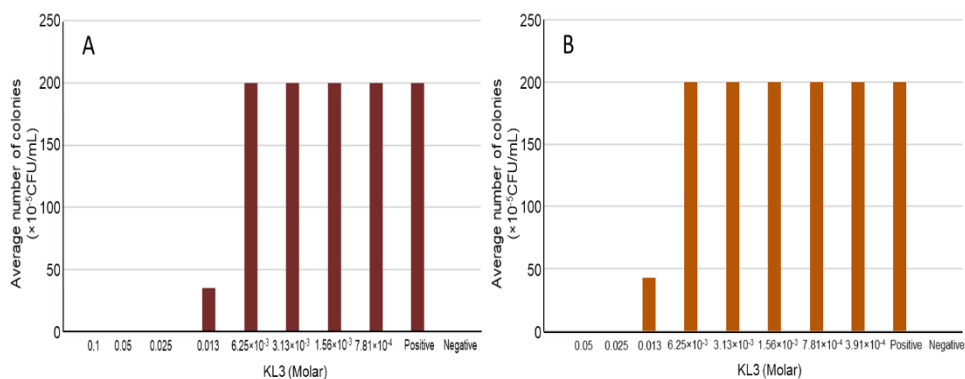 A
Average number of colonies
(×10⁻⁵CFU/mL)
250
200
150
100
50
0
0.1 0.05 0.025 0.013 6.25×10⁻³ 3.13×10⁻³ 1.56×10⁻³ 7.81×10⁻⁴ Positive Negative
KL3 (Molar)
B
Average number of colonies
(×10⁻⁵CFU/mL)
250
200
150
100
50
0
0.05 0.025 0.013 6.25×10⁻³ 3.13×10⁻³ 1.56×10⁻³ 7.81×10⁻⁴ 3.91×10⁻⁴ Positive Negative
KL3 (Molar)